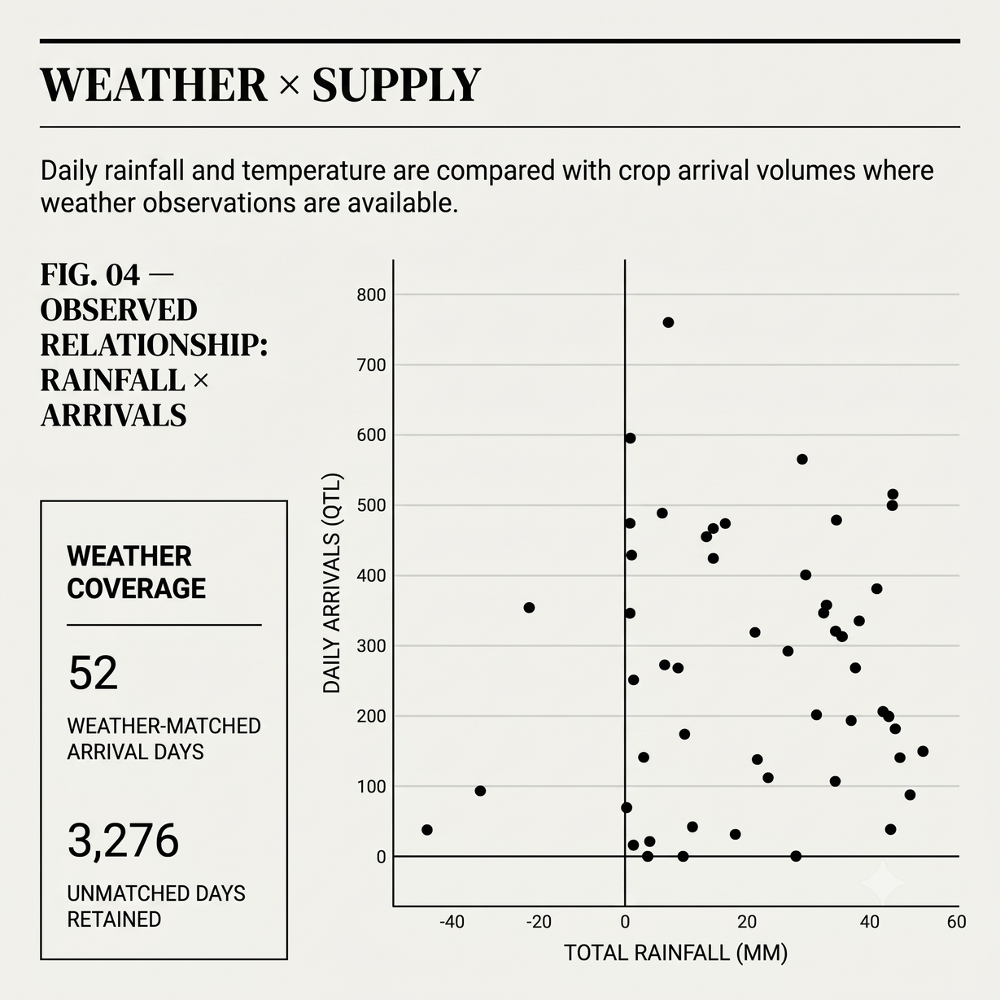 WEATHER × SUPPLY
Daily rainfall and temperature are compared with crop arrival volumes where
weather observations are available.
FIG. 04 —
OBSERVED
RELATIONSHIP:
RAINFALL ×
ARRIVALS
WEATHER
COVERAGE
52
WEATHER-MATCHED
ARRIVAL DAYS
3,276
UNMATCHED DAYS
RETAINED
DAILY ARRIVALS (QTL)
800
700
600
500
400
300
200
100
0
-40 -20 0 20 40 60
TOTAL RAINFALL (MM)